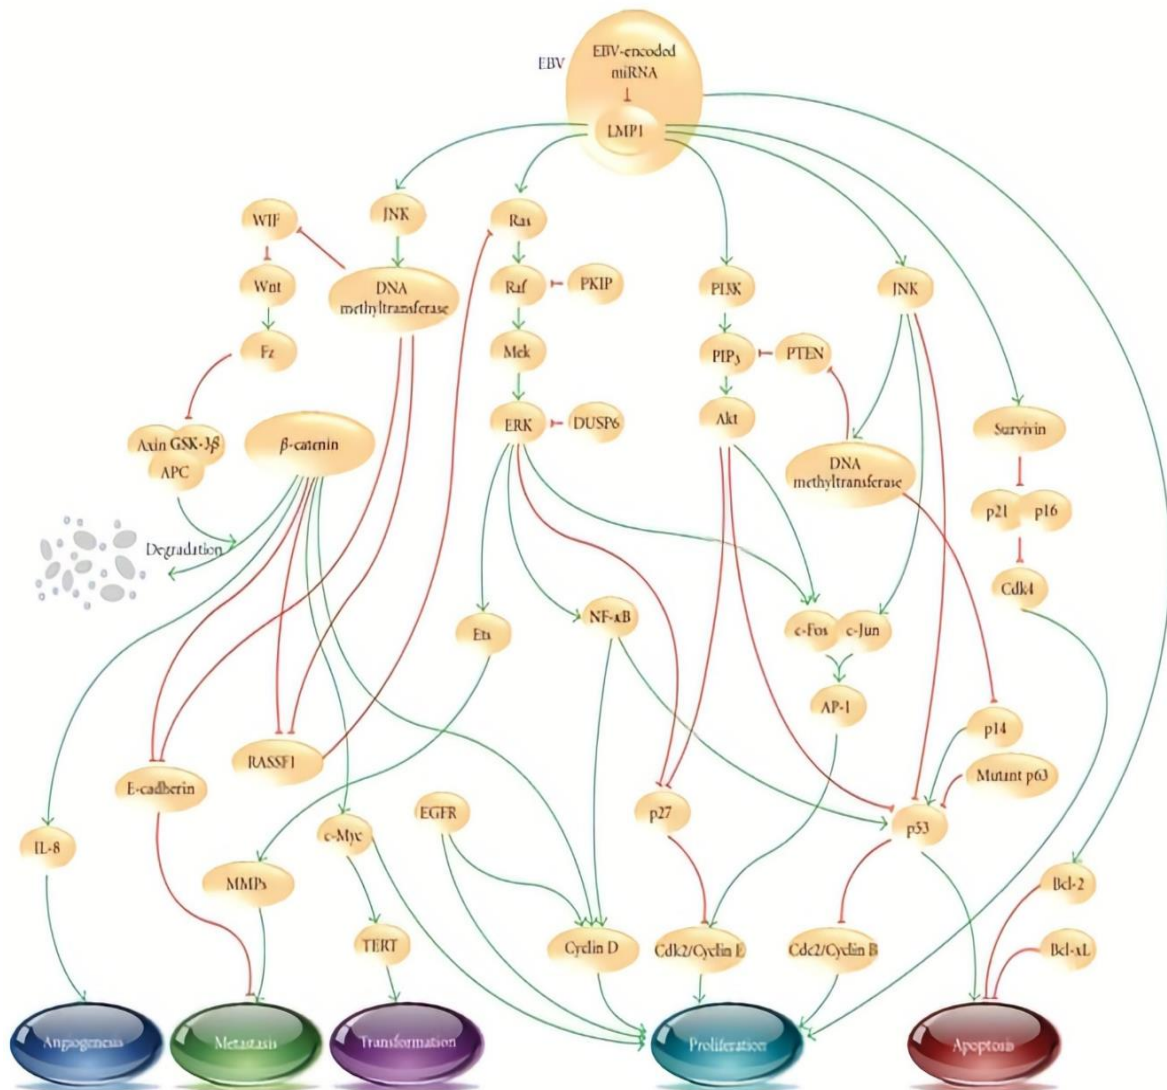 EBV
EBV-encoded
miRNA
LMP1
WIF
JNK
Ras
Wnt
DNA
methyltransferase
Raf
PKIP
PI3K
JNK
Fz
Mek
PIP3
PTEN
Axin GSK-3β
APC
β-catenin
ERK
DUSP6
Akt
DNA
methyltransferase
Survivin
p21
p16
Degradation
Cdk4
Ets
NF-κB
c-Fos
c-Jun
AP-1
p14
RASSF1
E-cadherin
Mutant p63
IL-8
c-Myc
EGFR
p27
p53
MMPs
Bcl-2
TERT
Cyclin D
Cdk2/Cyclin E
Cdc2/Cyclin B
Bcl-xL
Angiogenesis
Metastasis
Transformation
Proliferation
Apoptosis